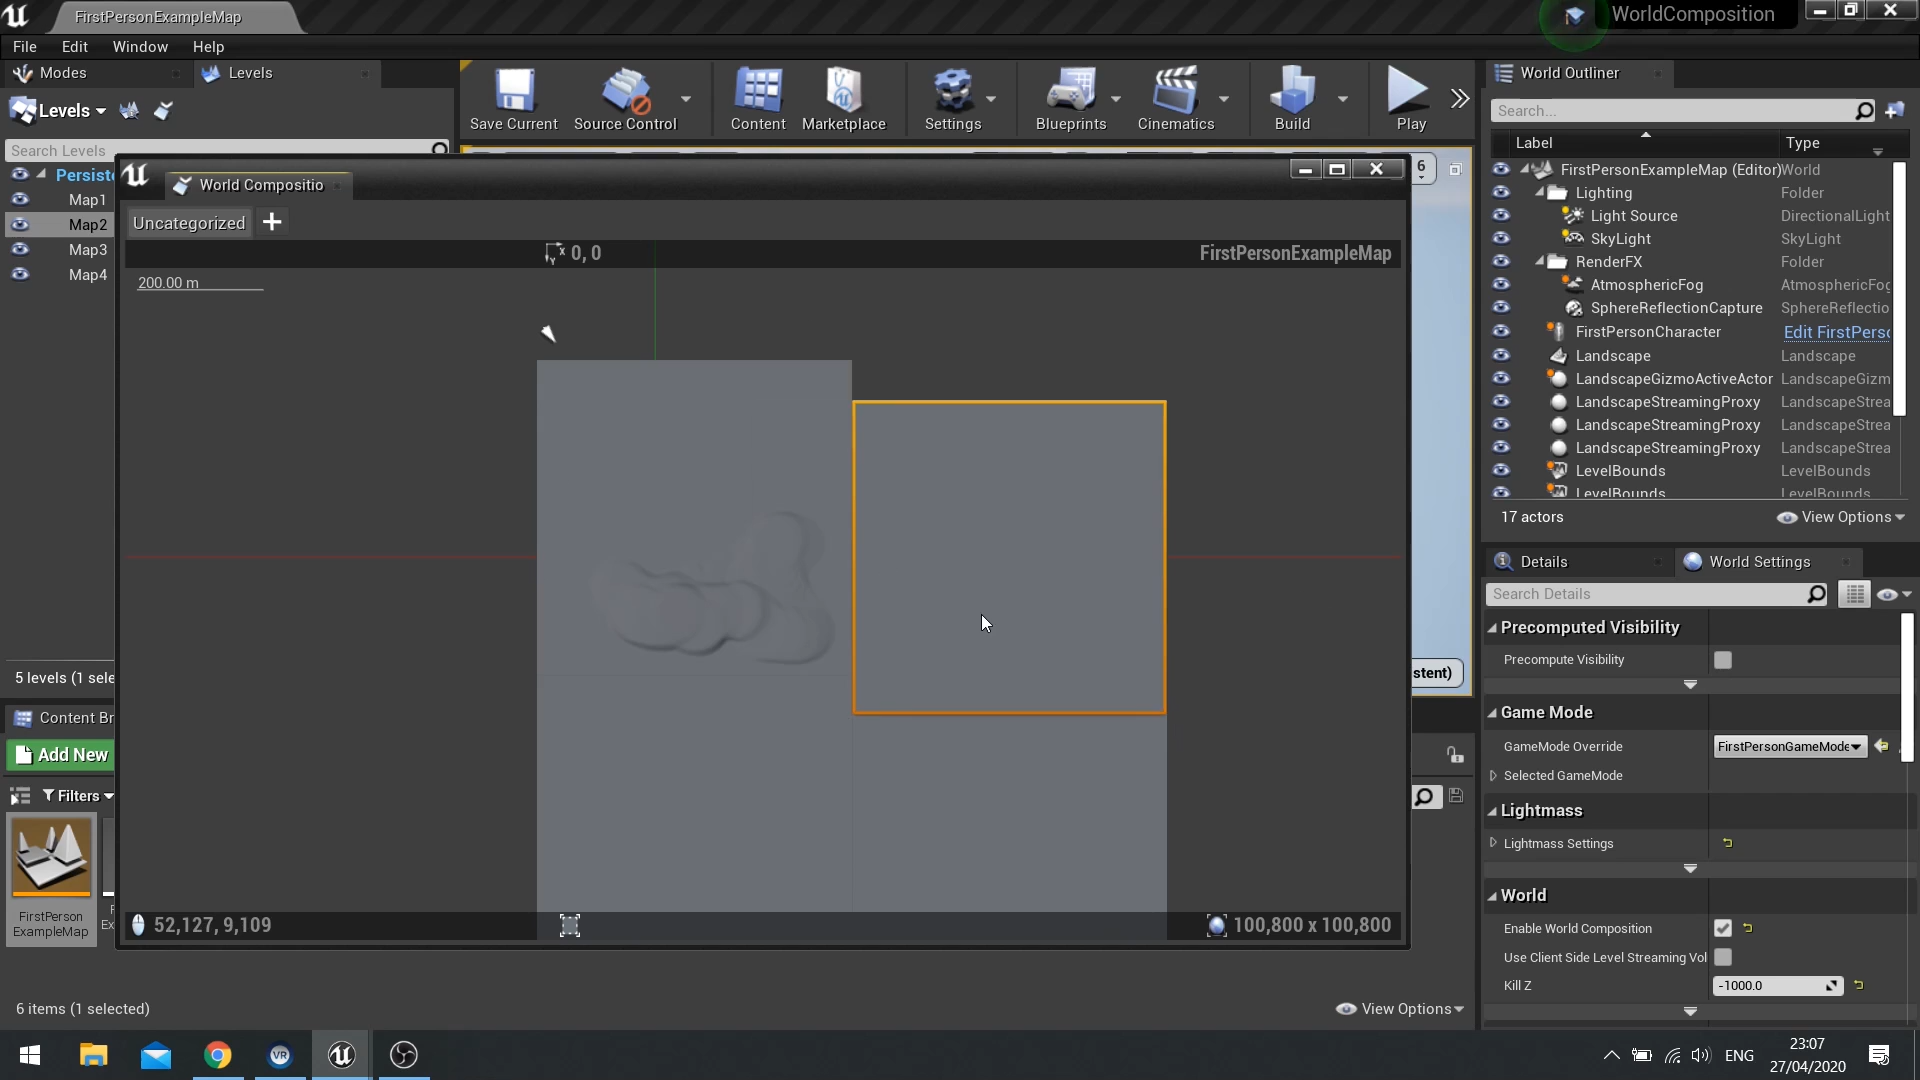 FirstPersonExampleMap
WorldComposition
File Edit Window Help
Modes
Levels
Levels
Search Levels
Persist
Map1
Map2
Map3
Map4
5 levels (1 sele
Save Current
Source Control
Content
Marketplace
Settings
Blueprints
Cinematics
Build
Play
6
World Compositio
Uncategorized
0, 0
FirstPersonExampleMap
200.00 m
52,127, 9,109
100,800 x 100,800
stent)
Content Br
Add New
Filters
FirstPerson
ExampleMap
6 items (1 selected)
View Options
World Outliner
Search...
Label Type
FirstPersonExampleMap (Editor) World
Lighting Folder
Light Source DirectionalLight
SkyLight SkyLight
RenderFX Folder
AtmosphericFog AtmosphericFog
SphereReflectionCapture SphereReflectio
FirstPersonCharacter Edit FirstPerso
Landscape Landscape
LandscapeGizmoActiveActor LandscapeGizm
LandscapeStreamingProxy LandscapeStrea
LandscapeStreamingProxy LandscapeStrea
LandscapeStreamingProxy LandscapeStrea
LevelBounds LevelBounds
LevelBounds LevelBounds
17 actors
View Options
Details
World Settings
Search Details
Precomputed Visibility
Precompute Visibility
Game Mode
GameMode Override FirstPersonGameMode
Selected GameMode
Lightmass
Lightmass Settings
World
Enable World Composition
Use Client Side Level Streaming Vol
Kill Z -1000.0
VR
ENG
23:07
27/04/2020